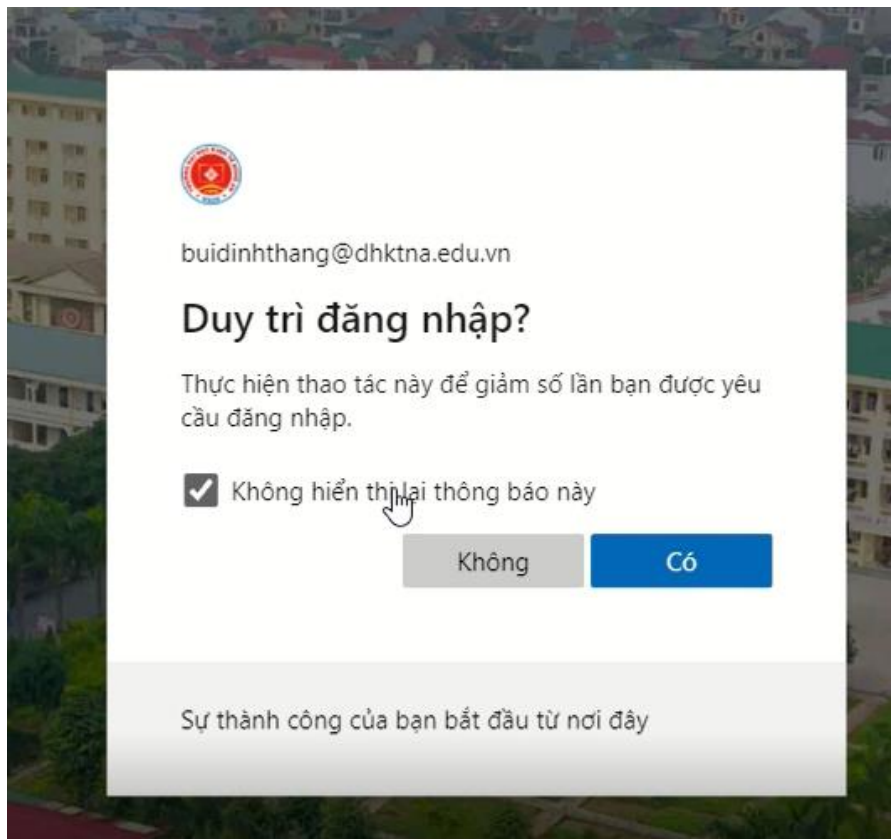 buidinhthang@dhktna.edu.vn
Duy trì đăng nhập?
Thực hiện thao tác này để giảm số lần bạn được yêu
cầu đăng nhập.
Không hiển thị lại thông báo này
Không
Có
Sự thành công của bạn bắt đầu từ nơi đây